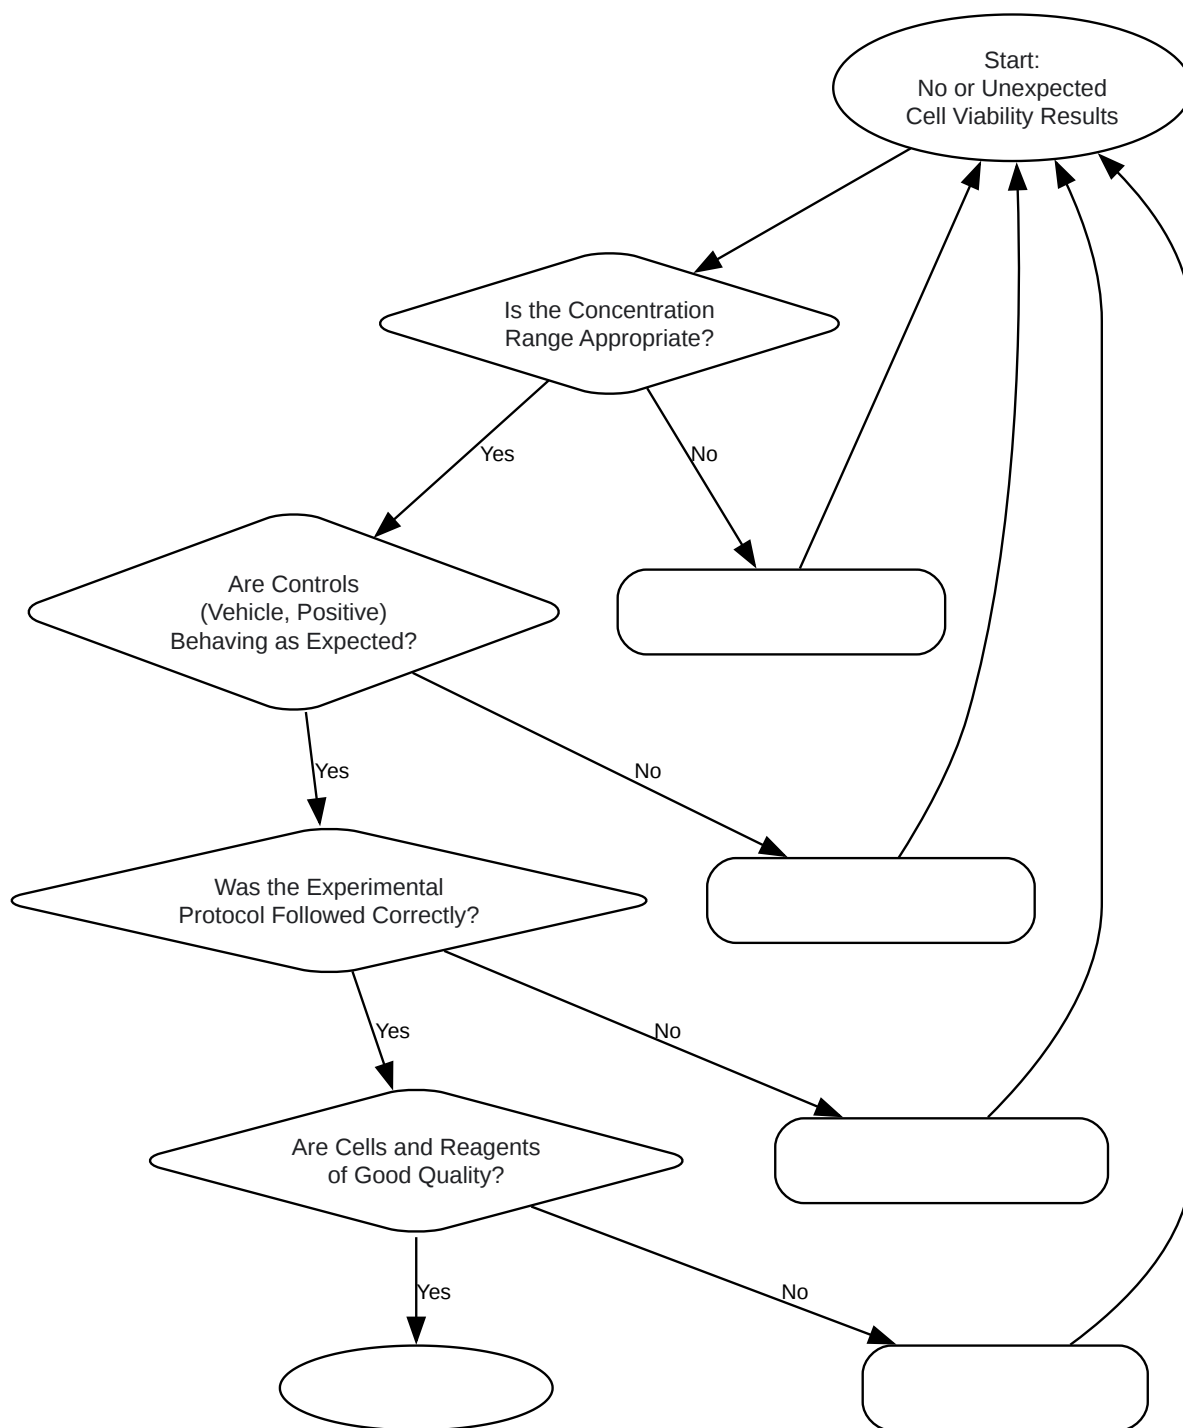 Start:
No or Unexpected
Cell Viability Results
Is the Concentration
Range Appropriate?
Yes
No
Are Controls
(Vehicle, Positive)
Behaving as Expected?
Yes
No
Was the Experimental
Protocol Followed Correctly?
Yes
No
Are Cells and Reagents
of Good Quality?
Yes
No